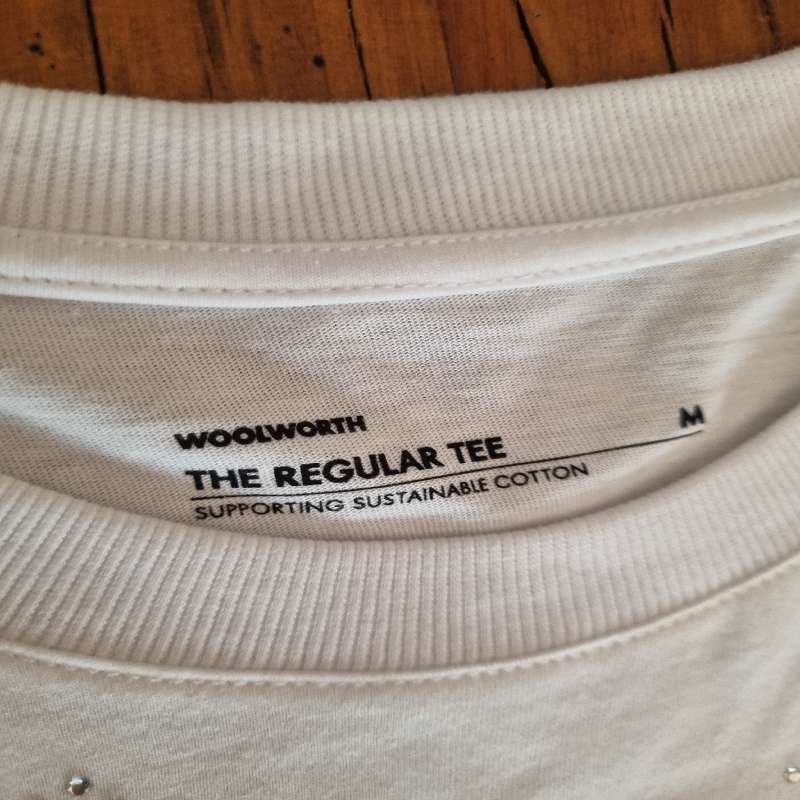 WOOLWORTH
M
THE REGULAR TEE
SUPPORTING SUSTAINABLE COTTON